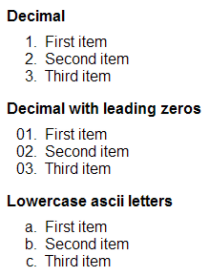 Decimal
1. First item
2. Second item
3. Third item
Decimal with leading zeros
01. First item
02. Second item
03. Third item
Lowercase ascii letters
a. First item
b. Second item
c. Third item